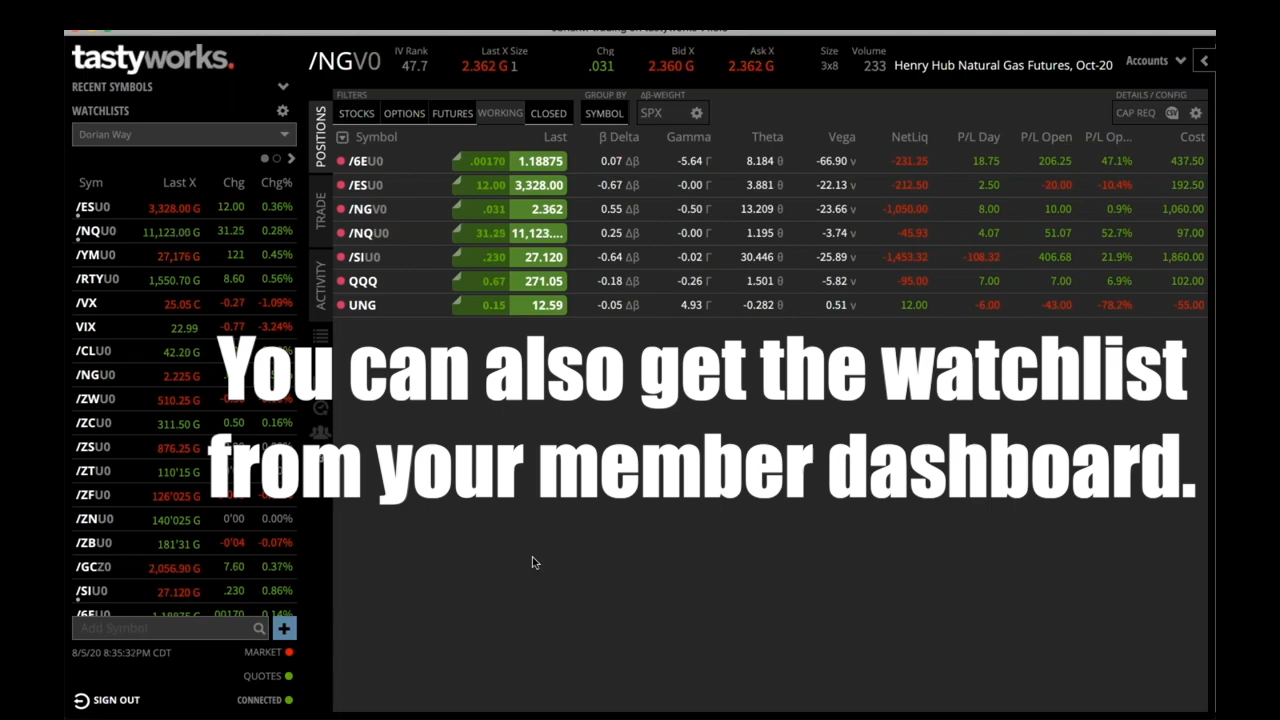 tastyworks.
RECENT SYMBOLS
WATCHLISTS
Dorian Way
Sym Last X Chg Chg%
/ESU0 3,328.00 G 12.00 0.36%
/NQU0 11,123.00 G 31.25 0.28%
/YMU0 27,176 G 121 0.45%
/RTYU0 1,550.70 G 8.60 0.56%
/VX 25.05 C -0.27 -1.09%
VIX 22.99 -0.77 -3.24%
/CLU0 42.20 G
/NGU0 2.225 G
/ZWU0 510.25 G
/ZCU0 311.50 G 0.50 0.16%
/ZSU0 876.25 G
/ZTU0 110'15 G
/ZFU0 126'025 G
/ZNU0 140'025 G 0'00 0.00%
/ZBU0 181'31 G -0'04 -0.07%
/GCZ0 2,056.90 G 7.60 0.37%
/SIU0 27.120 G .230 0.86%
/6EU0 1.18875 G .00170 0.14%
Add Symbol
8/5/20 8:35:32PM CDT MARKET
QUOTES
SIGN OUT CONNECTED
/NGV0 IV Rank 47.7 Last X Size 2.362 G 1 Chg .031 Bid X 2.360 G Ask X 2.362 G Size 3x8 Volume 233 Henry Hub Natural Gas Futures, Oct-20 Accounts
POSITIONS
TRADE
ACTIVITY
FILTERS GROUP BY Δβ-WEIGHT DETAILS / CONFIG
STOCKS OPTIONS FUTURES WORKING CLOSED SYMBOL SPX CAP REQ CSV
Symbol Last β Delta Gamma Theta Vega NetLiq P/L Day P/L Open P/L Op... Cost
/6EU0 .00170 1.18875 0.07 Δβ -5.64 Γ 8.184 θ -66.90 v -231.25 18.75 206.25 47.1% 437.50
/ESU0 12.00 3,328.00 -0.67 Δβ -0.00 Γ 3.881 θ -22.13 v -212.50 2.50 -20.00 -10.4% 192.50
/NGV0 .031 2.362 0.55 Δβ -0.50 Γ 13.209 θ -23.66 v -1,050.00 8.00 10.00 0.9% 1,060.00
/NQU0 31.25 11,123.... 0.25 Δβ -0.00 Γ 1.195 θ -3.74 v -45.93 4.07 51.07 52.7% 97.00
/SIU0 .230 27.120 -0.64 Δβ -0.02 Γ 30.446 θ -25.89 v -1,453.32 -108.32 406.68 21.9% 1,860.00
QQQ 0.67 271.05 -0.18 Δβ -0.26 Γ 1.501 θ -5.82 v -95.00 7.00 7.00 6.9% 102.00
UNG 0.15 12.59 -0.05 Δβ 4.93 Γ -0.282 θ 0.51 v 12.00 -6.00 -43.00 -78.2% -55.00
You can also get the watchlist
from your member dashboard.